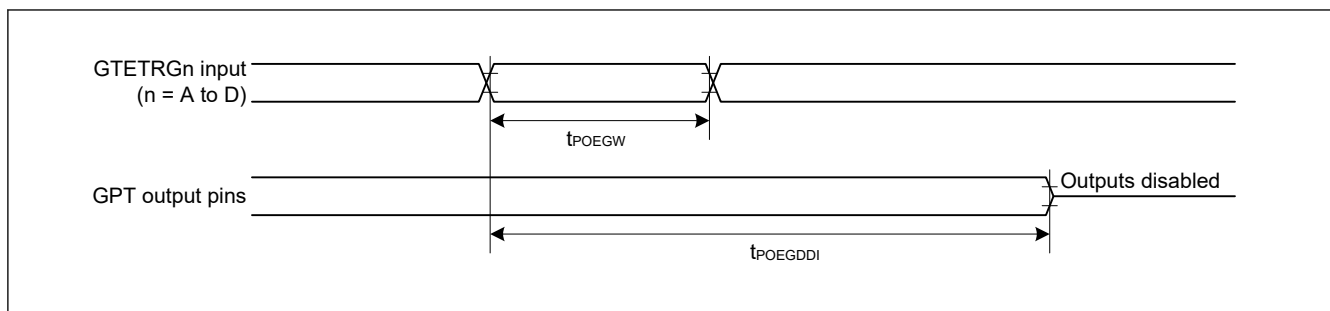 GTETRGn input
(n = A to D)
tPOEGW
GPT output pins
Outputs disabled
tPOEGDDI